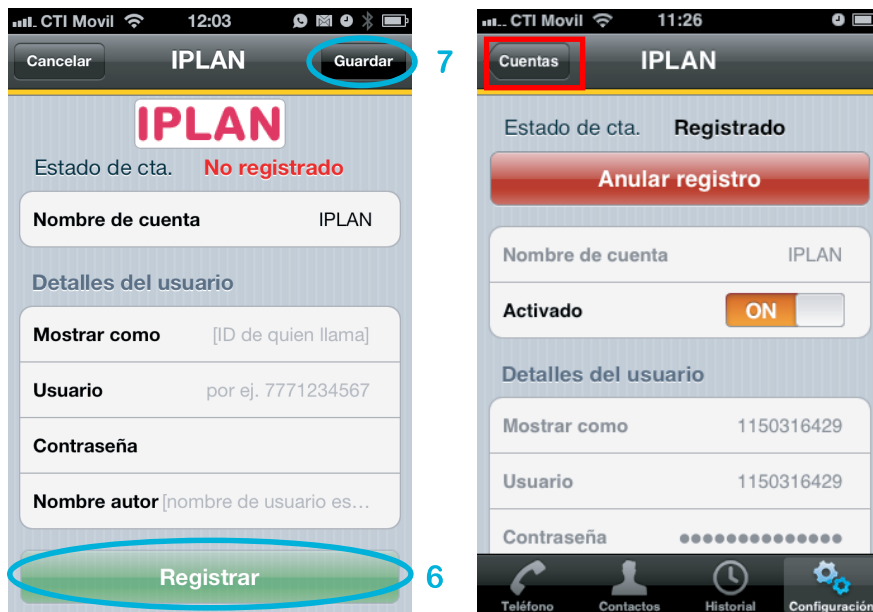 CTI Movil 12:03
Cancelar IPLAN Guardar 7
IPLAN
Estado de cta. No registrado
Nombre de cuenta IPLAN
Detalles del usuario
Mostrar como [ID de quien llama]
Usuario por ej. 7771234567
Contraseña
Nombre autor [nombre de usuario es...
Registrar 6
CTI Movil 11:26
Cuentas IPLAN
Estado de cta. Registrado
Anular registro
Nombre de cuenta IPLAN
Activado ON
Detalles del usuario
Mostrar como 1150316429
Usuario 1150316429
Contraseña ●●●●●●●●●●●●●●
Teléfono Contactos Historial Configuración